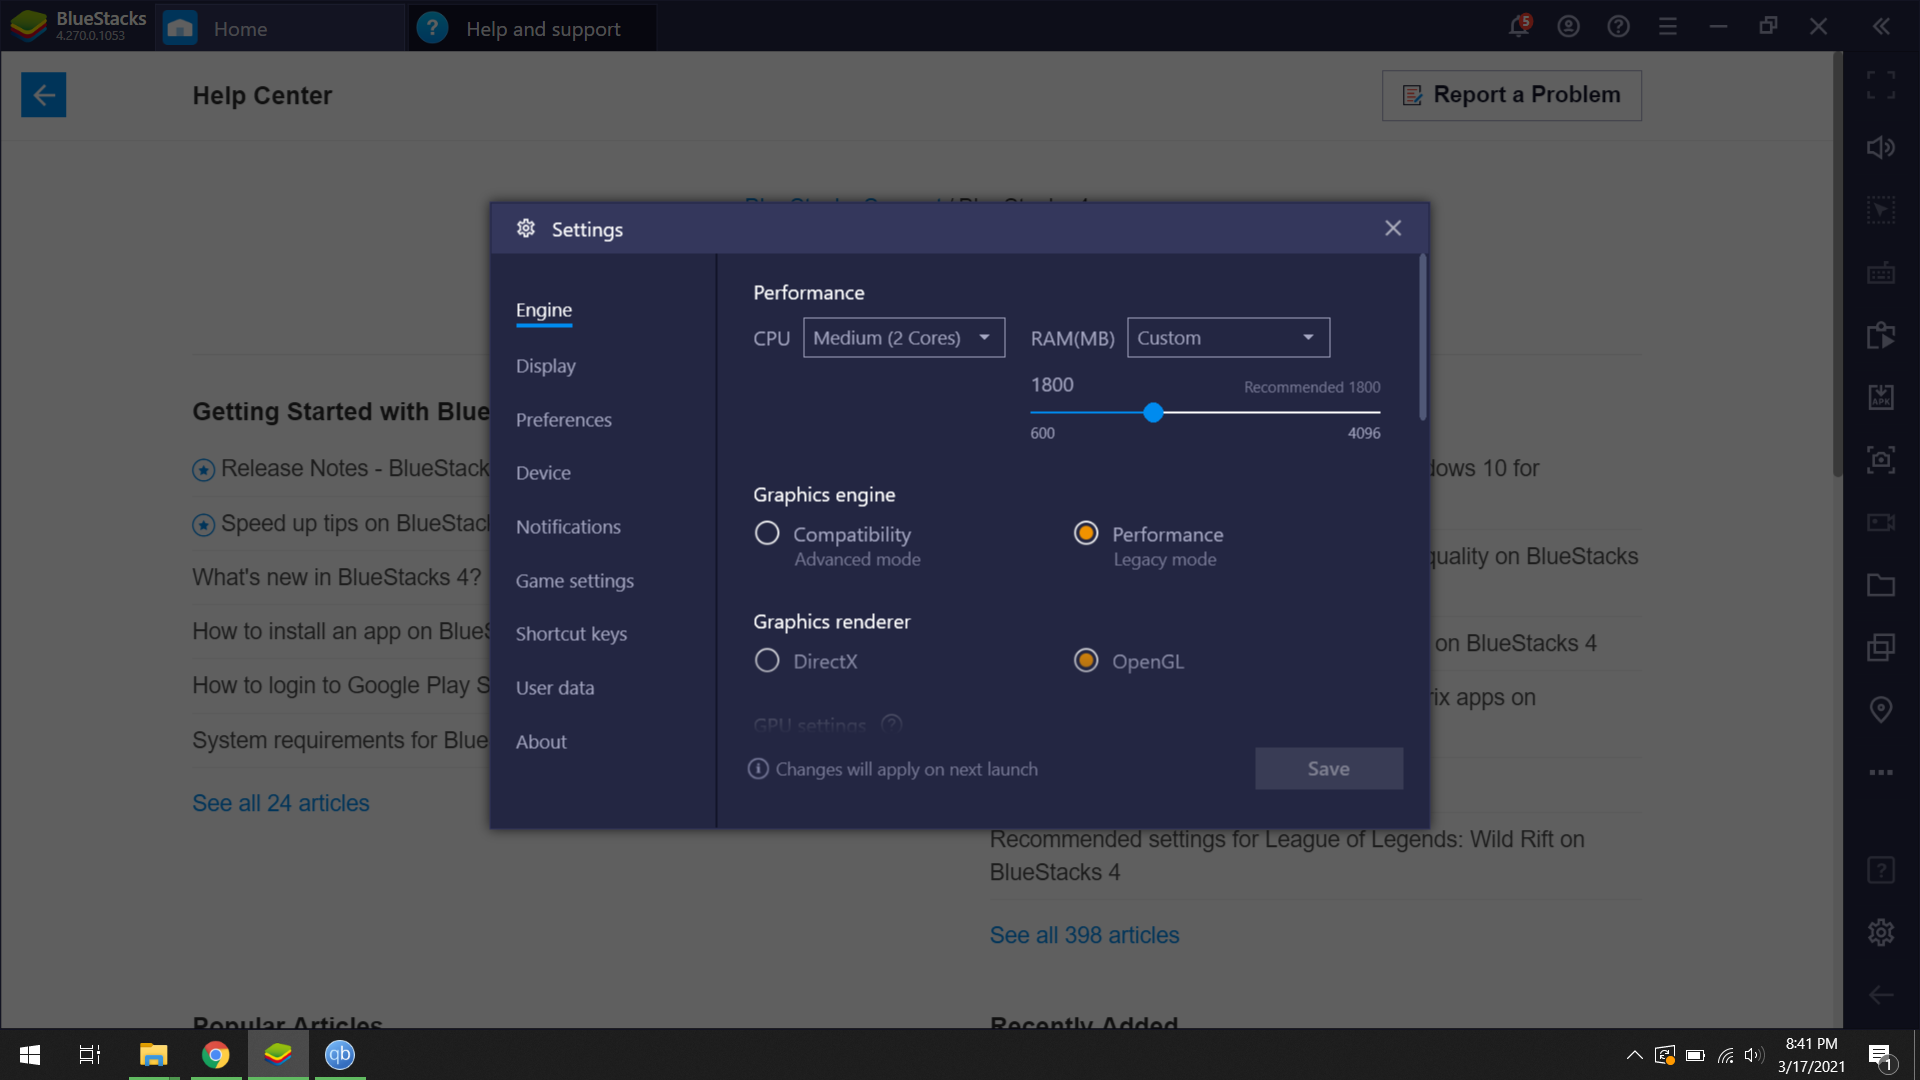 BlueStacks
4.270.0.1053
Home
? Help and support
5
Help Center
Report a Problem
Settings
Engine
Display
Preferences
Device
Notifications
Game settings
Shortcut keys
User data
About
Performance
CPU Medium (2 Cores) RAM(MB) Custom
1800 Recommended 1800
600 4096
Graphics engine
Compatibility Performance
Advanced mode Legacy mode
Graphics renderer
DirectX OpenGL
GPU settings ?
Changes will apply on next launch Save
Getting Started with Blue
Release Notes - BlueStack
Speed up tips on BlueStac
What's new in BlueStacks 4?
How to install an app on Blue
How to login to Google Play S
System requirements for Blue
See all 24 articles
dows 10 for
quality on BlueStacks
on BlueStacks 4
rix apps on
Recommended settings for League of Legends: Wild Rift on
BlueStacks 4
See all 398 articles
Popular Articles Recently Added
APK
qb
8:41 PM
3/17/2021
1